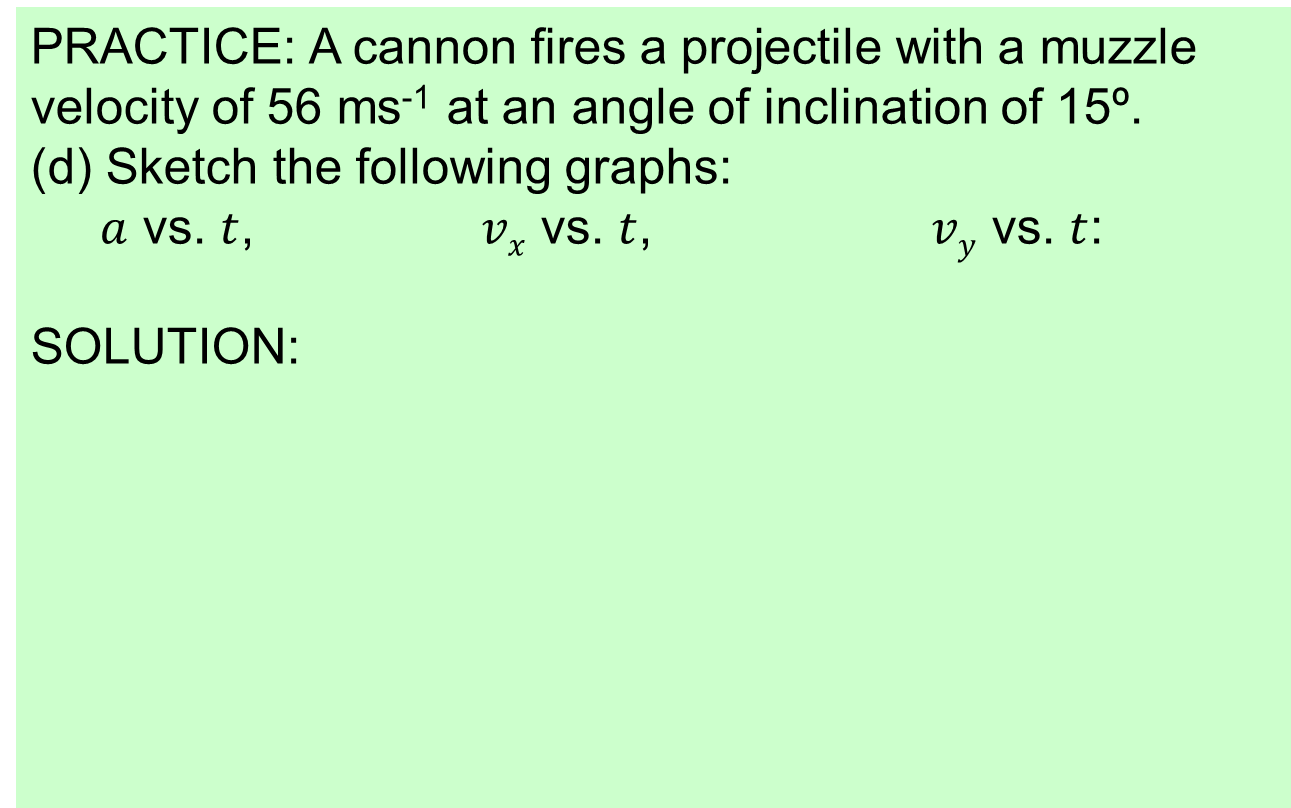 PRACTICE: A cannon fires a projectile with a muzzle
velocity of 56 ms⁻¹ at an angle of inclination of 15º.
(d) Sketch the following graphs:
𝑎 vs. 𝑡, 𝑣ₓ vs. 𝑡, 𝑣_𝑦 vs. 𝑡:
SOLUTION: